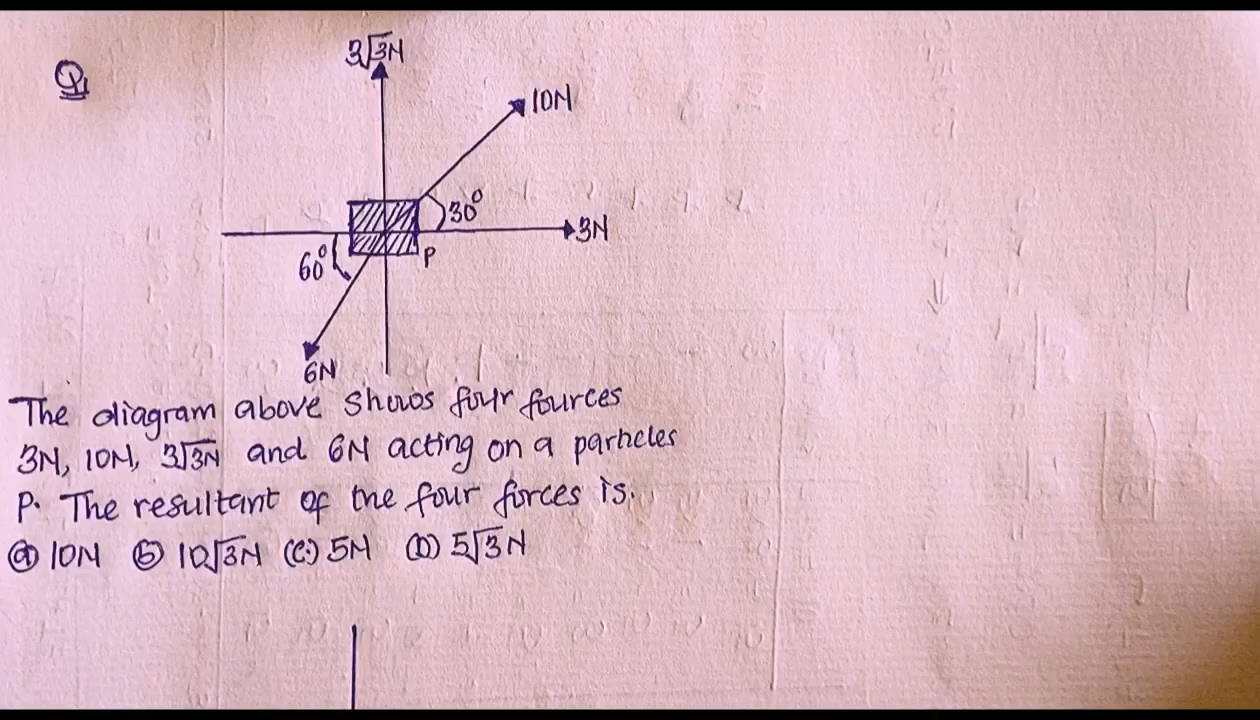 Q1
3√3N
10N
30°
3N
60°
P
6N
The diagram above shows four fources
3N, 10N, 3√3N and 6N acting on a particles
P. The resultant of the four forces is.
(a) 10N (b) 10√3N (C.) 5N (D) 5√3N